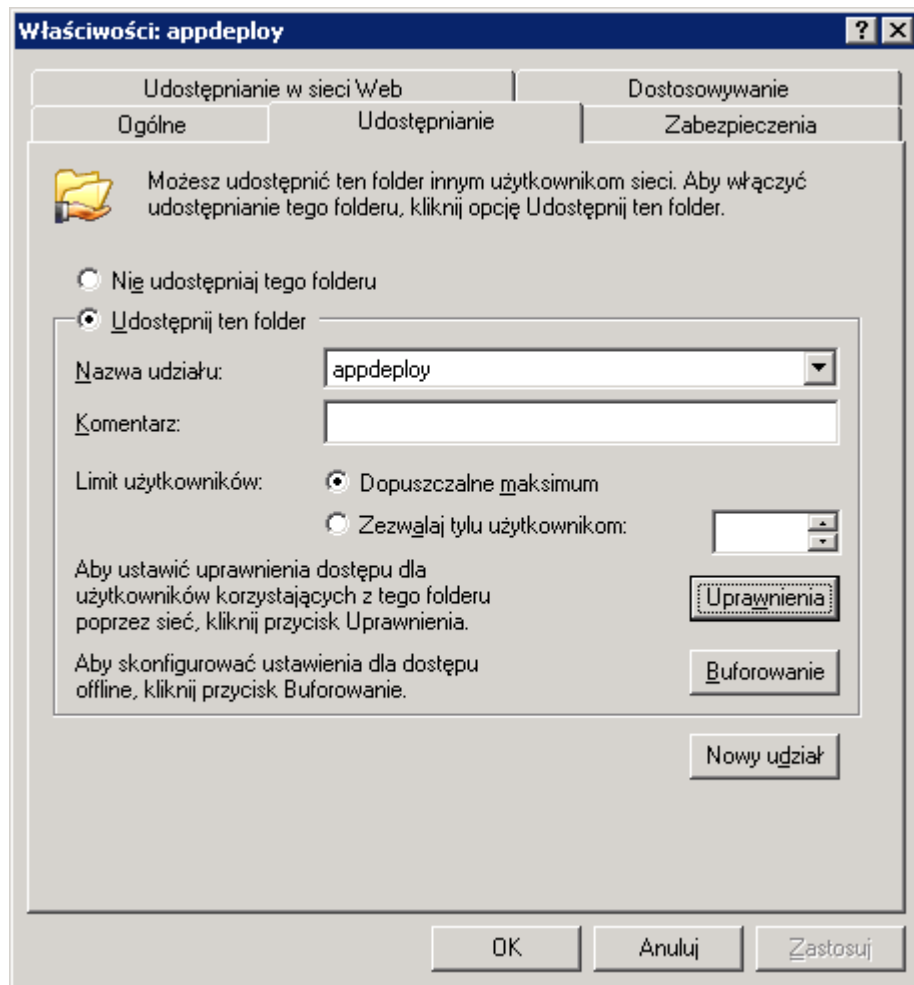 Właściwości: appdeploy
Udostępnianie w sieci Web
Dostosowywanie
Ogólne
Udostępnianie
Zabezpieczenia
Możesz udostępnić ten folder innym użytkownikom sieci. Aby włączyć
udostępnianie tego folderu, kliknij opcję Udostępnij ten folder.
Nie udostępniaj tego folderu
Udostępnij ten folder
Nazwa udziału:
appdeploy
Komentarz:
Limit użytkowników:
Dopuszczalne maksimum
Zezwalaj tylu użytkownikom:
Aby ustawić uprawnienia dostępu dla
użytkowników korzystających z tego folderu
poprzez sieć, kliknij przycisk Uprawnienia.
Uprawnienia
Aby skonfigurować ustawienia dla dostępu
offline, kliknij przycisk Buforowanie.
Buforowanie
Nowy udział
OK
Anuluj
Zastosuj